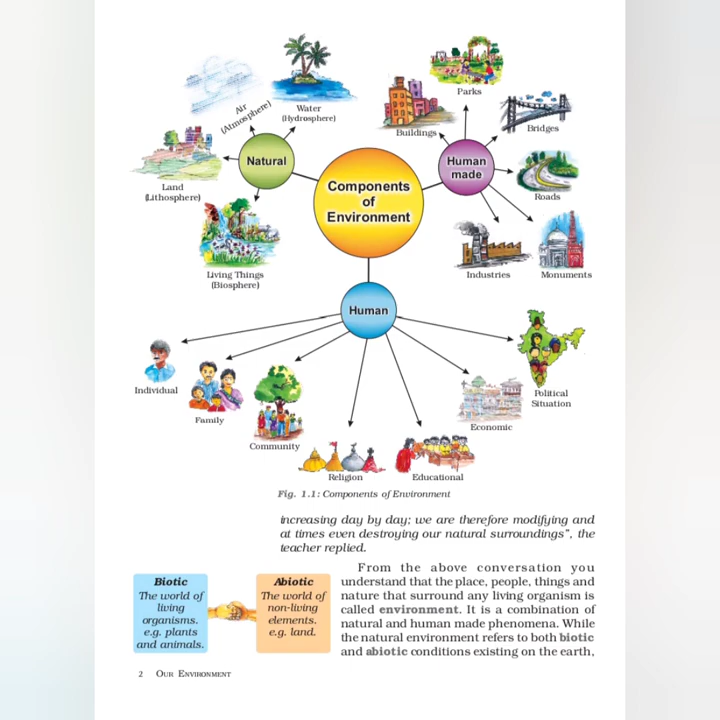 Air
(Atmosphere)
Water
(Hydrosphere)
Land
(Lithosphere)
Natural
Living Things
(Biosphere)
Components
of
Environment
Parks
Buildings
Bridges
Human
made
Roads
Industries
Monuments
Human
Individual
Family
Community
Religion
Educational
Economic
Political
Situation
Fig. 1.1: Components of Environment
increasing day by day; we are therefore modifying and
at times even destroying our natural surroundings", the
teacher replied.
From the above conversation you
understand that the place, people, things and
nature that surround any living organism is
called environment. It is a combination of
natural and human made phenomena. While
the natural environment refers to both biotic
and abiotic conditions existing on the earth,
Biotic
The world of
living
organisms.
e.g. plants
and animals.
Abiotic
The world of
non-living
elements.
e.g. land.
2 OUR ENVIRONMENT